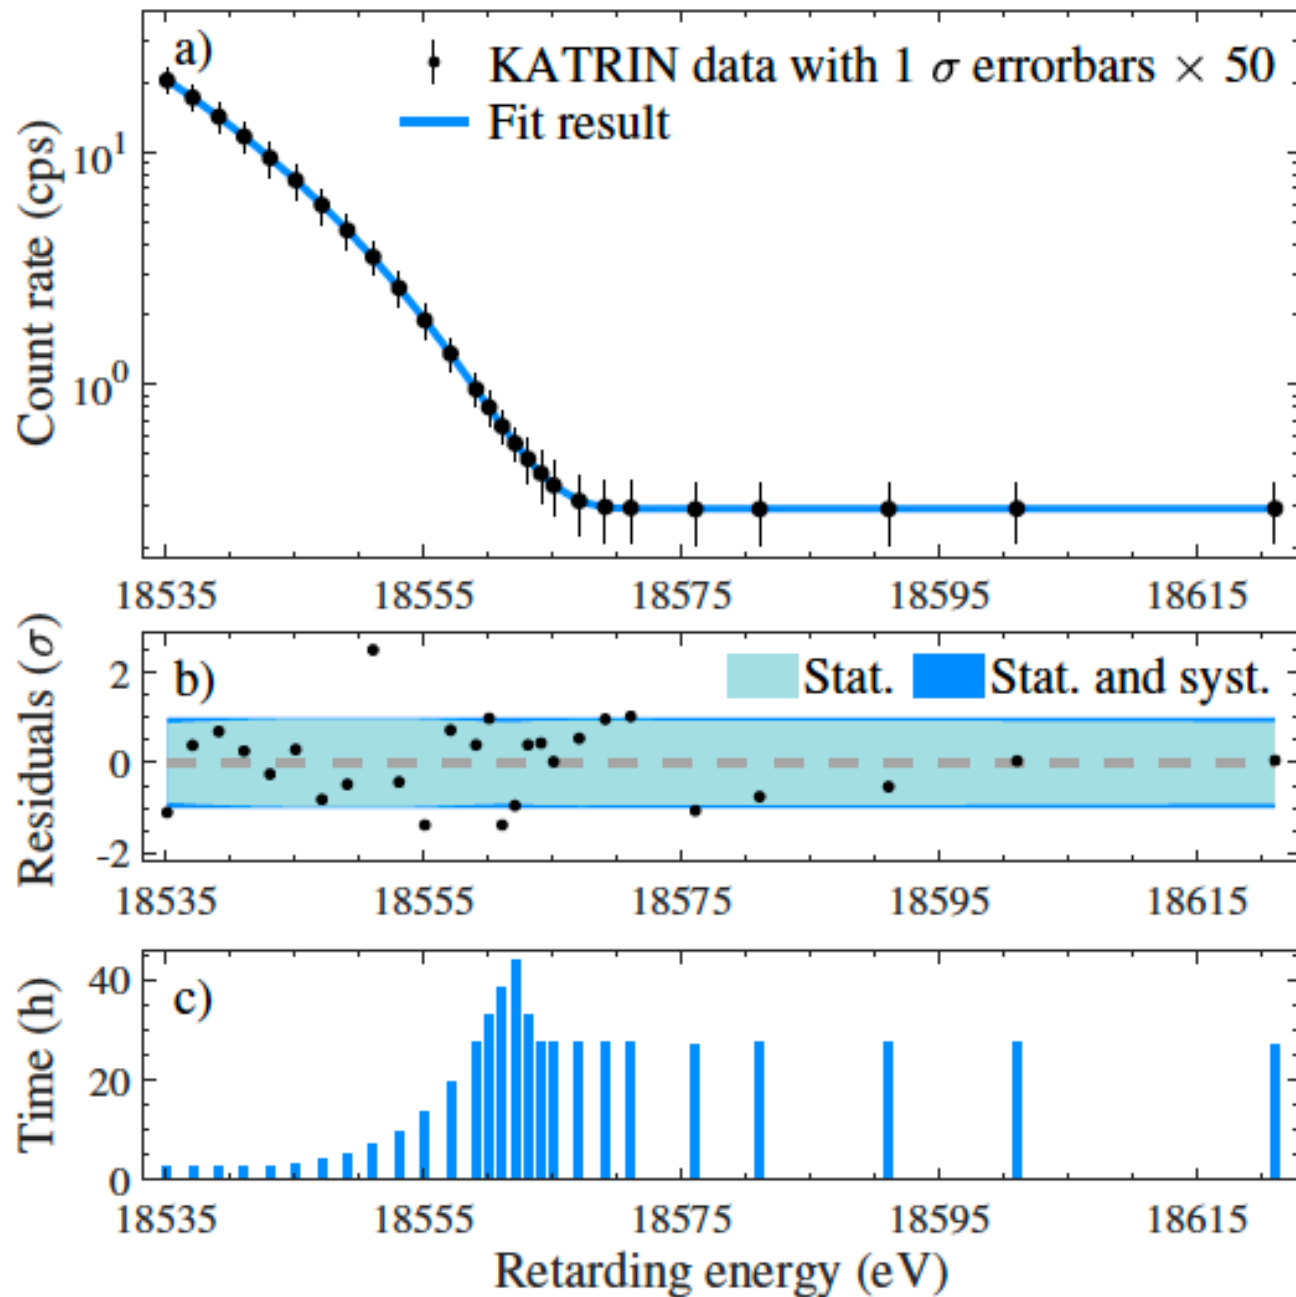 a)
KATRIN data with 1 σ errorbars × 50
Fit result
Count rate (cps)
10¹
10⁰
18535 18555 18575 18595 18615
b)
Stat. Stat. and syst.
Residuals (σ)
2
0
-2
18535 18555 18575 18595 18615
c)
Time (h)
40
20
0
18535 18555 18575 18595 18615
Retarding energy (eV)